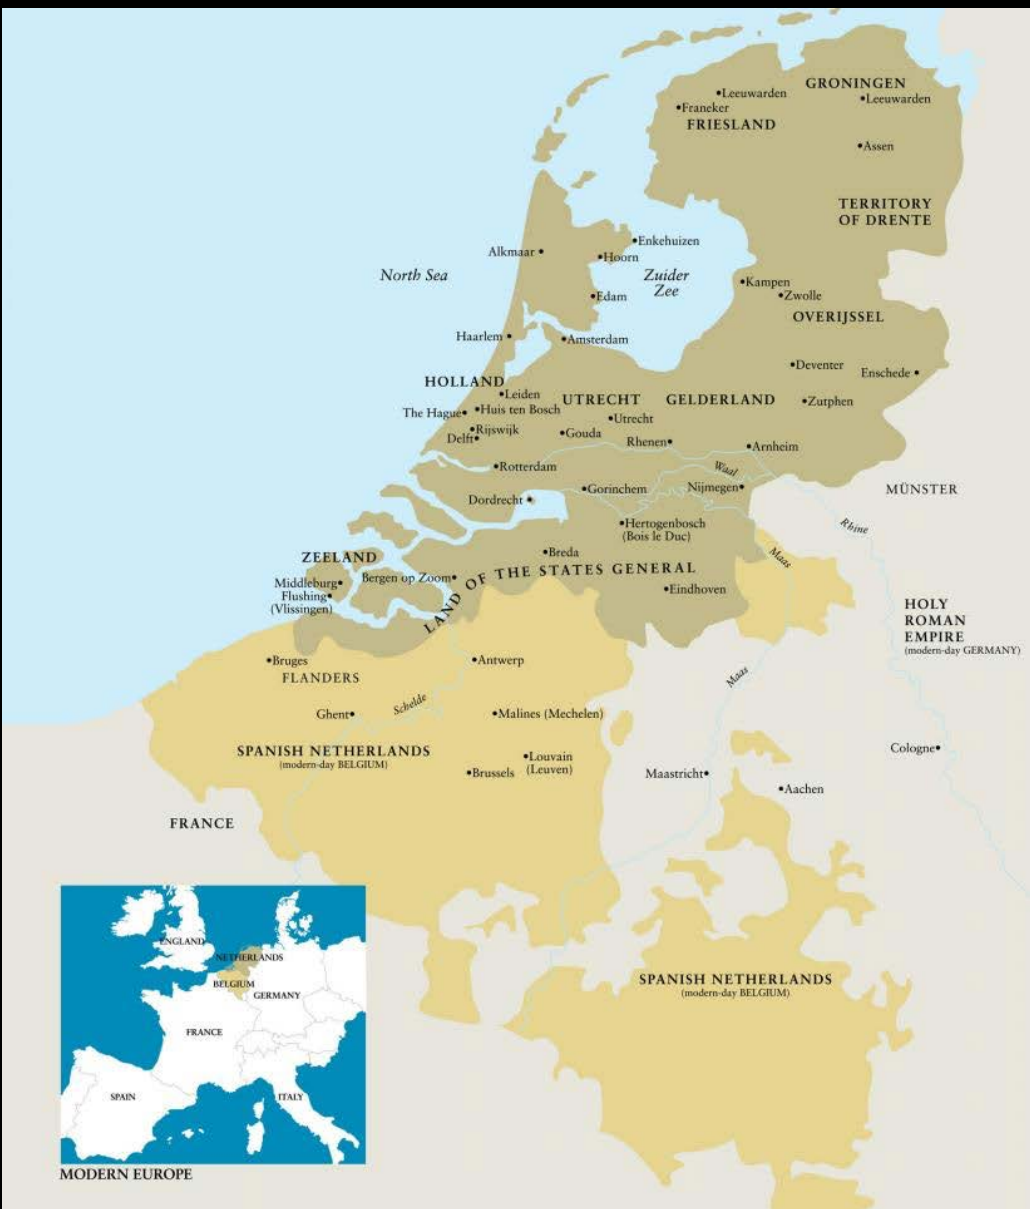 GRONINGEN
Leeuwarden
Leeuwarden
Franeker
FRIESLAND
Assen
TERRITORY
OF DRENTE
Enkehuizen
Alkmaar
Hoorn
North Sea
Zuider
Zee
Kampen
Edam
Zwolle
OVERIJSSEL
Haarlem
Amsterdam
Deventer
Enschede
HOLLAND
Leiden
UTRECHT
GELDERLAND
Zutphen
The Hague
Huis ten Bosch
Utrecht
Rijswijk
Delft
Gouda
Rhenen
Arnheim
Rotterdam
Waal
Dordrecht
Gorinchem
Nijmegen
MÜNSTER
Hertogenbosch
(Bois le Duc)
Rhine
ZEELAND
Breda
Maas
Middleburg
Bergen op Zoom
LAND OF THE STATES GENERAL
Flushing
(Vlissingen)
Eindhoven
HOLY
ROMAN
EMPIRE
(modern-day GERMANY)
Bruges
Antwerp
FLANDERS
Maas
Schelde
Ghent
Malines (Mechelen)
SPANISH NETHERLANDS
(modern-day BELGIUM)
Louvain
(Leuven)
Brussels
Cologne
Maastricht
Aachen
FRANCE
ENGLAND
NETHERLANDS
BELGIUM
GERMANY
FRANCE
SPAIN
ITALY
SPANISH NETHERLANDS
(modern-day BELGIUM)
MODERN EUROPE